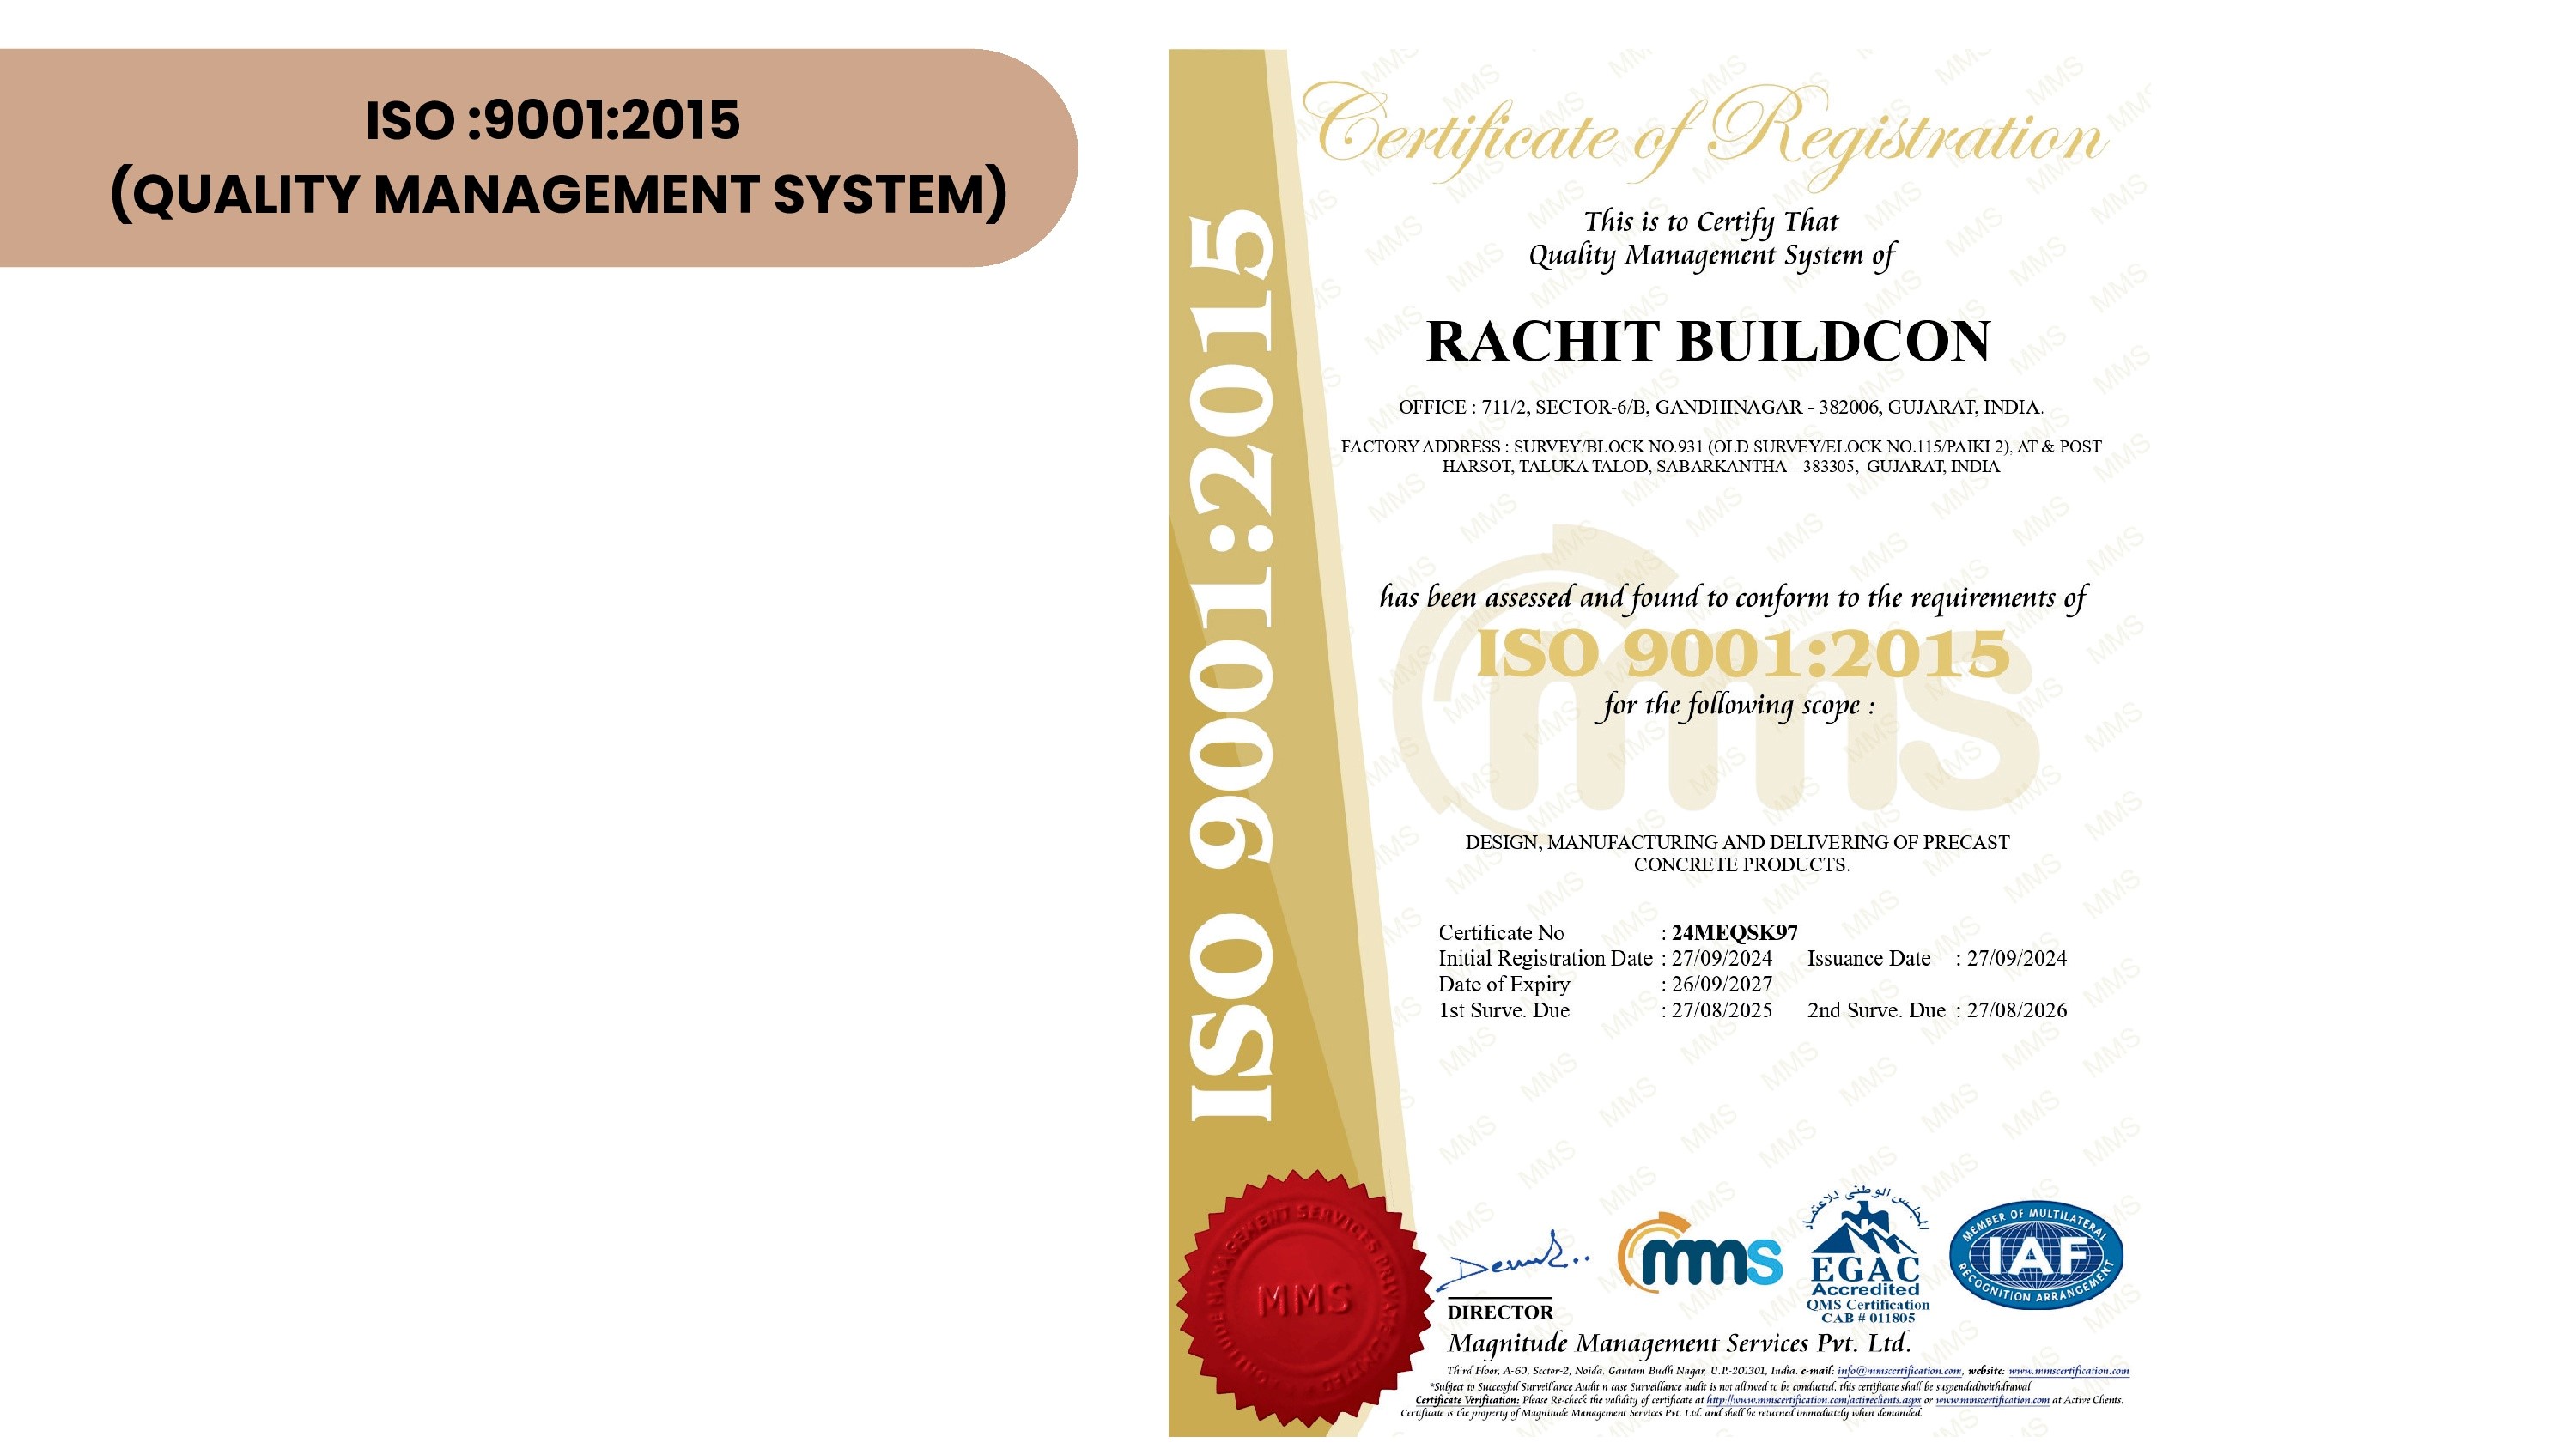 ISO :9001:2015
(QUALITY MANAGEMENT SYSTEM)
ISO 9001:2015
Certificate of Registration
This is to Certify That
Quality Management System of
RACHIT BUILDCON
OFFICE : 711/2, SECTOR-6/B, GANDHINAGAR - 382006, GUJARAT, INDIA.
FACTORY ADDRESS : SURVEY/BLOCK NO.931 (OLD SURVEY/ELOCK NO.115/PAIKI 2), AT & POST
HARSOT, TALUKA TALOD, SABARKANTHA 383305, GUJARAT, INDIA
has been assessed and found to conform to the requirements of
ISO 9001:2015
for the following scope :
mms
DESIGN, MANUFACTURING AND DELIVERING OF PRECAST
CONCRETE PRODUCTS.
Certificate No : 24MEQSK97
Initial Registration Date : 27/09/2024 Issuance Date : 27/09/2024
Date of Expiry : 26/09/2027
1st Surve. Due : 27/08/2025 2nd Surve. Due : 27/08/2026
MMS
DIRECTOR
mms
المجلس الوطنى للاعتماد
EGAC
Accredited
QMS Certification
CAB # 011805
MEMBER OF MULTILATERAL
IAF
RECOGNITION ARRANGEMENT
Magnitude Management Services Pvt. Ltd.
Third Floor, A-60, Sector-2, Noida, Gautam Budh Nagar, U.P.-201301, India. e-mail: info@mmscertification.com, website: www.mmscertification.com
*Subject to Successful Surveillance Audit n case Surveillance audit is not allowed to be conducted, this certificate shall be suspended/withdrawal
Certificate Verification: Please Re-check the validity of certificate at http://www.mmscertification.com/activeclients.aspx or www.mmscertification.com at Active Clients.
Certificate is the property of Magnitude Management Services Pvt. Ltd. and shall be returned immediately when demanded.